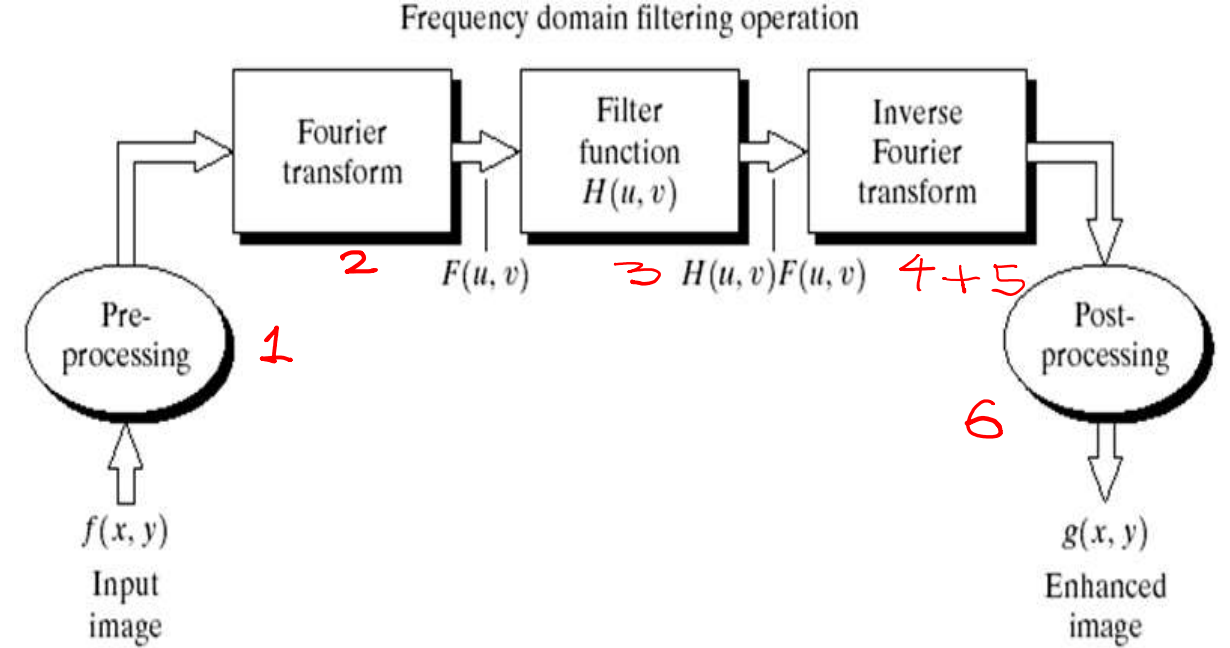 Frequency domain filtering operation
Fourier
transform
Filter
function
H(u, v)
Inverse
Fourier
transform
2
F(u, v)
3
H(u, v)F(u, v)
4+5
Pre-
processing
1
Post-
processing
6
f(x, y)
Input
image
g(x, y)
Enhanced
image